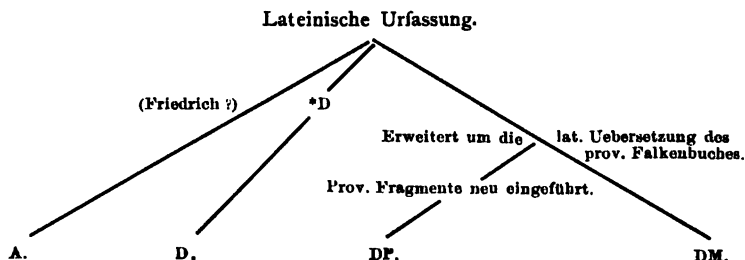 Lateinische Urfassung.
(Friedrich ?)
*D
Erweitert um die lat. Uebersetzung des
prov. Falkenbuches.
Prov. Fragmente neu eingeführt.
A. D. DP. DM.